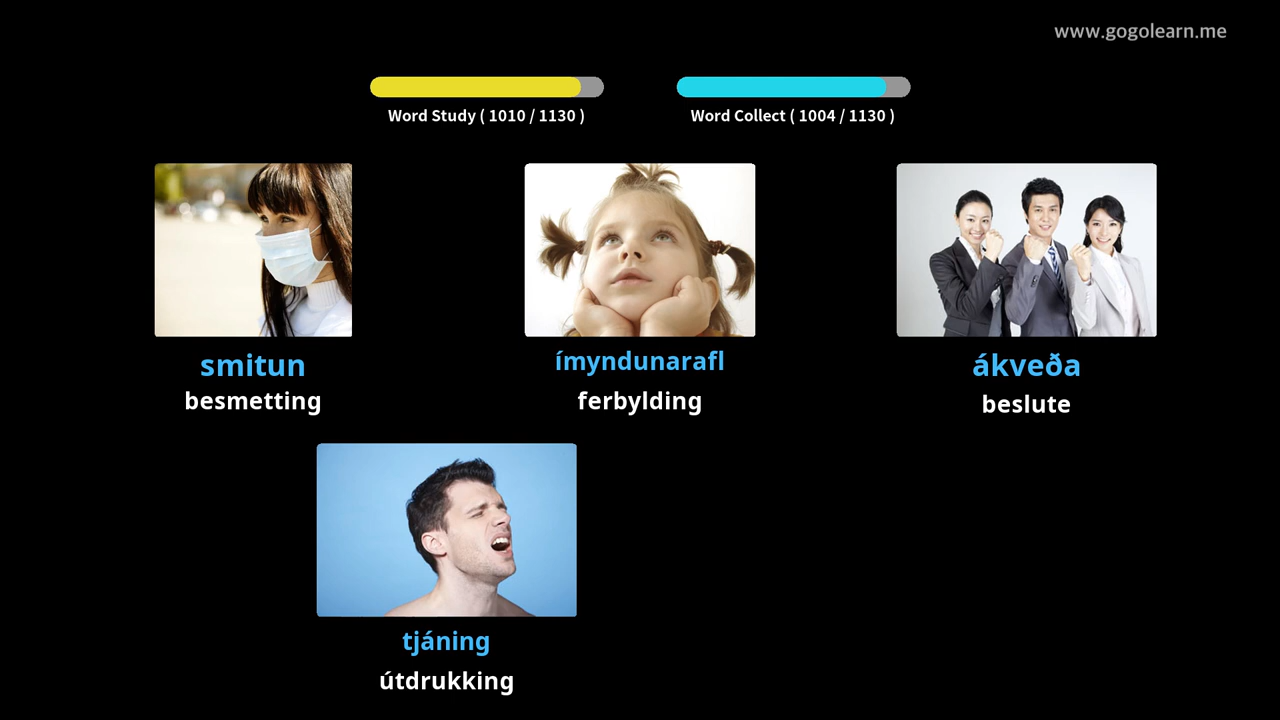 www.gogolearn.me
Word Study ( 1010 / 1130 )
Word Collect ( 1004 / 1130 )
smitun
besmetting
ímyndunarafl
ferbylding
ákveða
beslute
tjáning
útdrukking